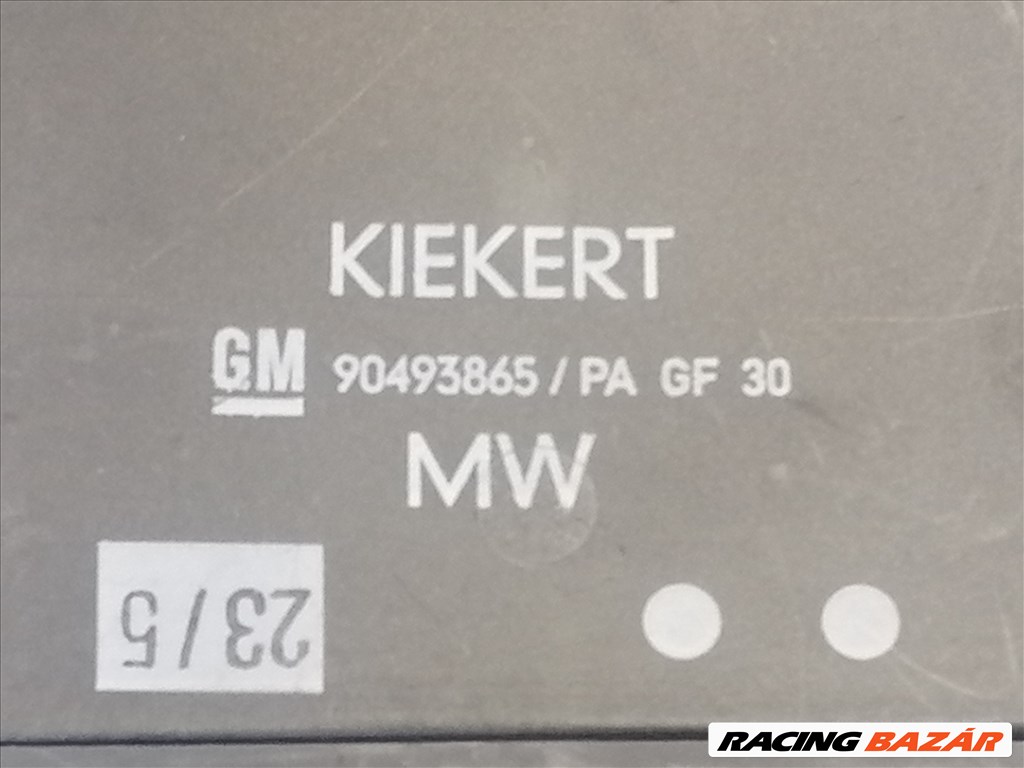 KIEKERT
GM 90493865 / PA GF 30
MW
23/5
RACING BAZÁR